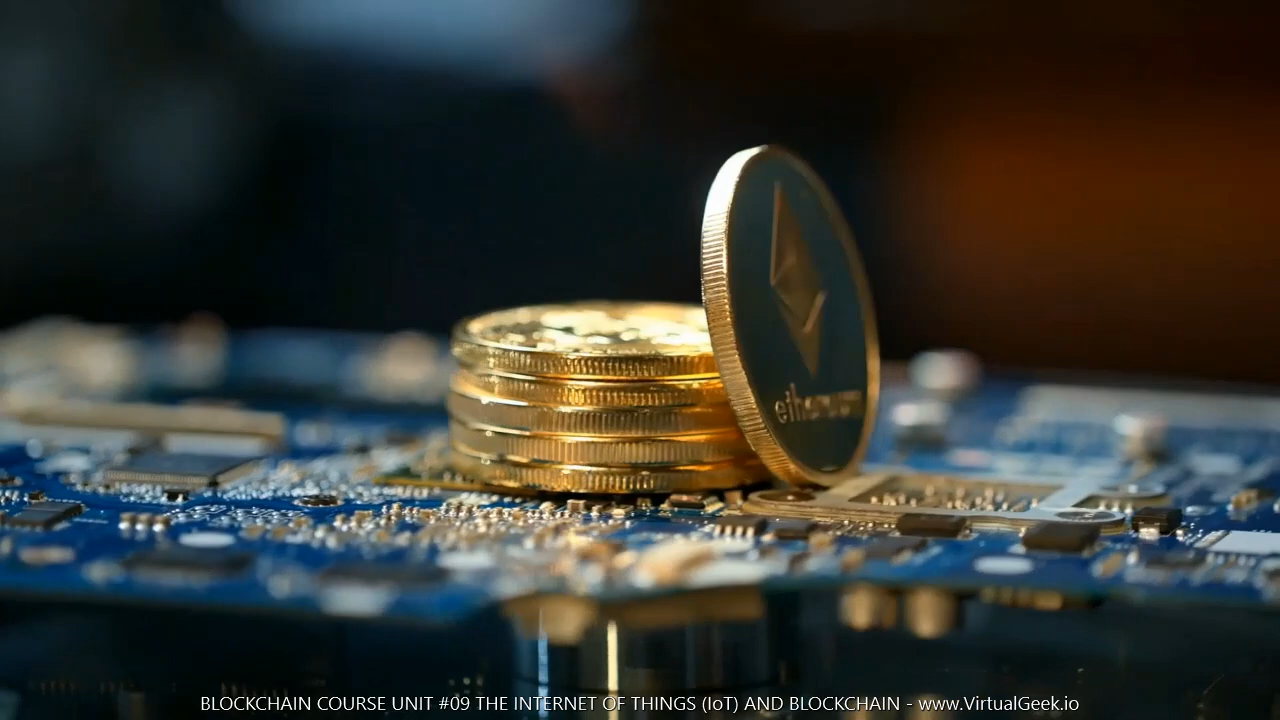 ethereum
BLOCKCHAIN COURSE UNIT #09 THE INTERNET OF THINGS (IoT) AND BLOCKCHAIN - www.VirtualGeek.io